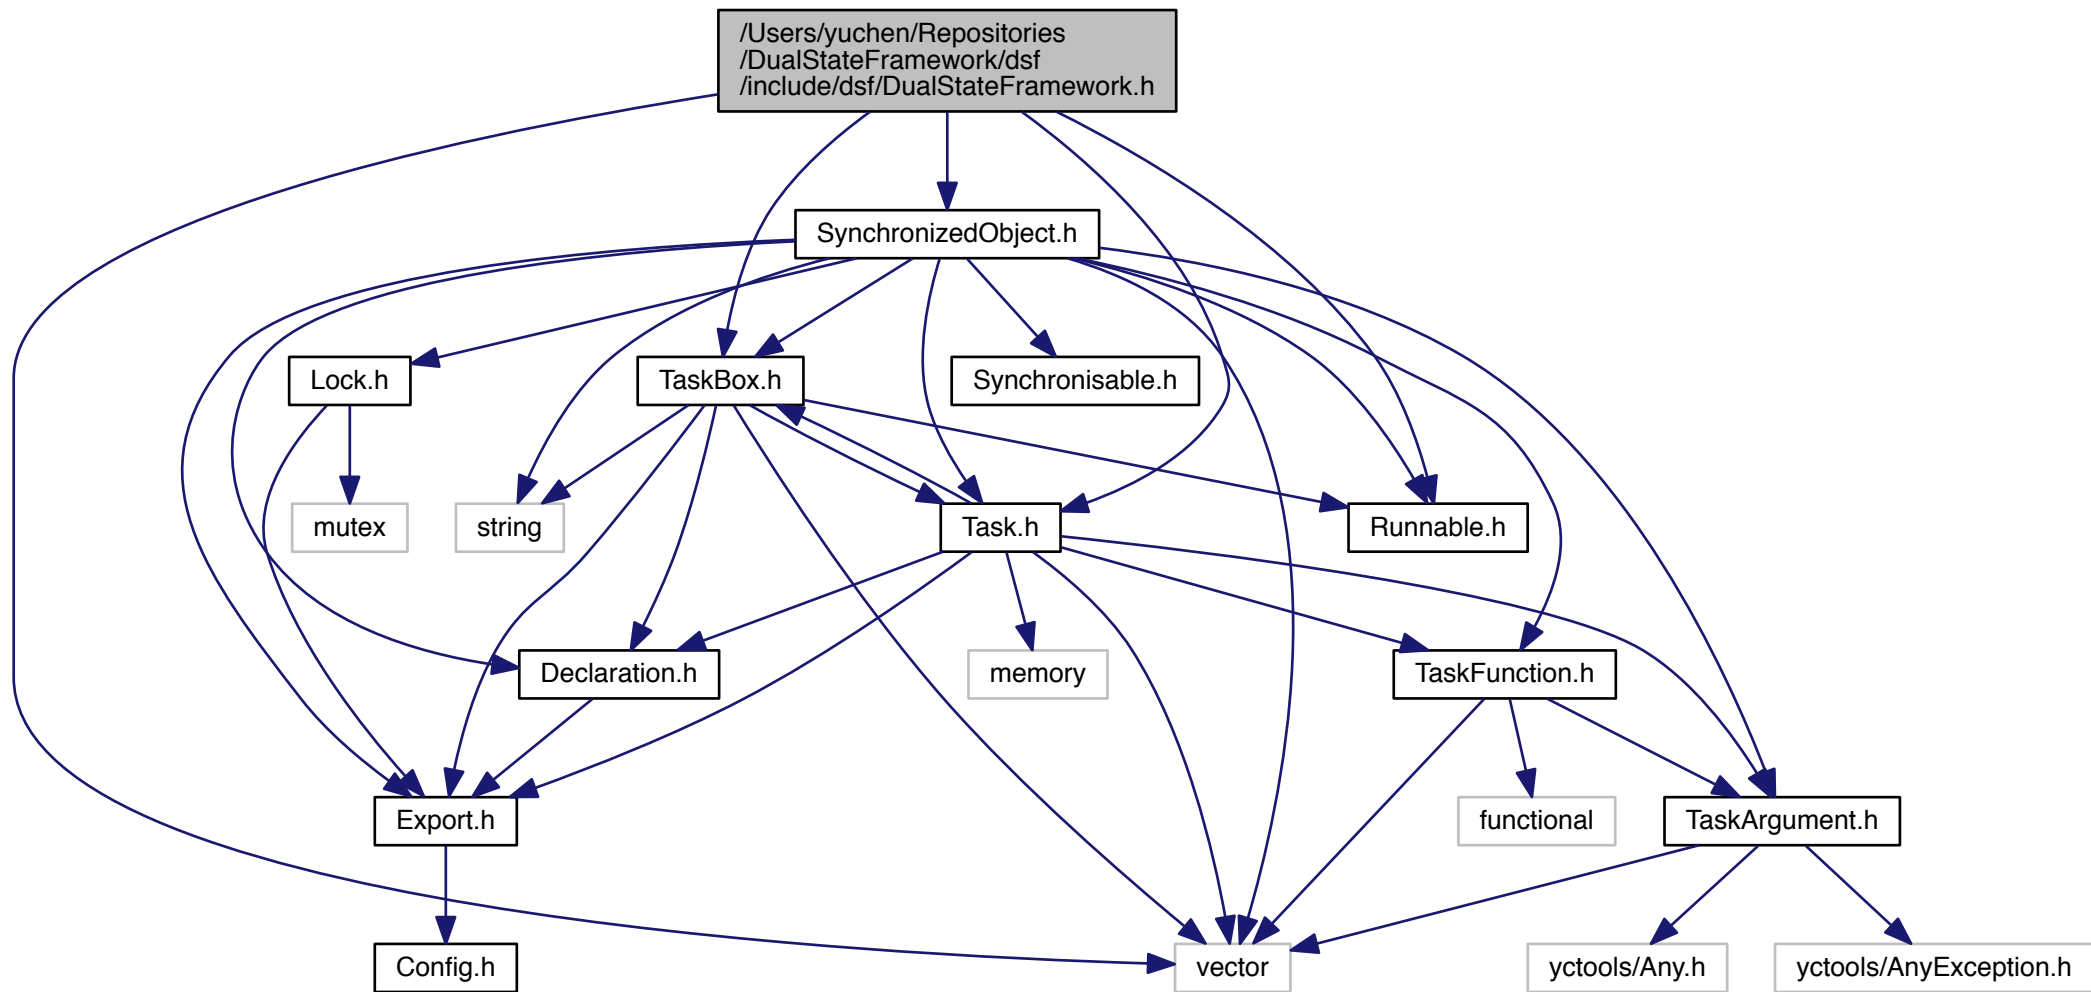 /Users/yuchen/Repositories
/DualStateFramework/dsf
/include/dsf/DualStateFramework.h
SynchronizedObject.h
Lock.h
TaskBox.h
Synchronisable.h
mutex
string
Task.h
Runnable.h
Declaration.h
memory
TaskFunction.h
Export.h
functional
TaskArgument.h
Config.h
vector
yctools/Any.h
yctools/AnyException.h